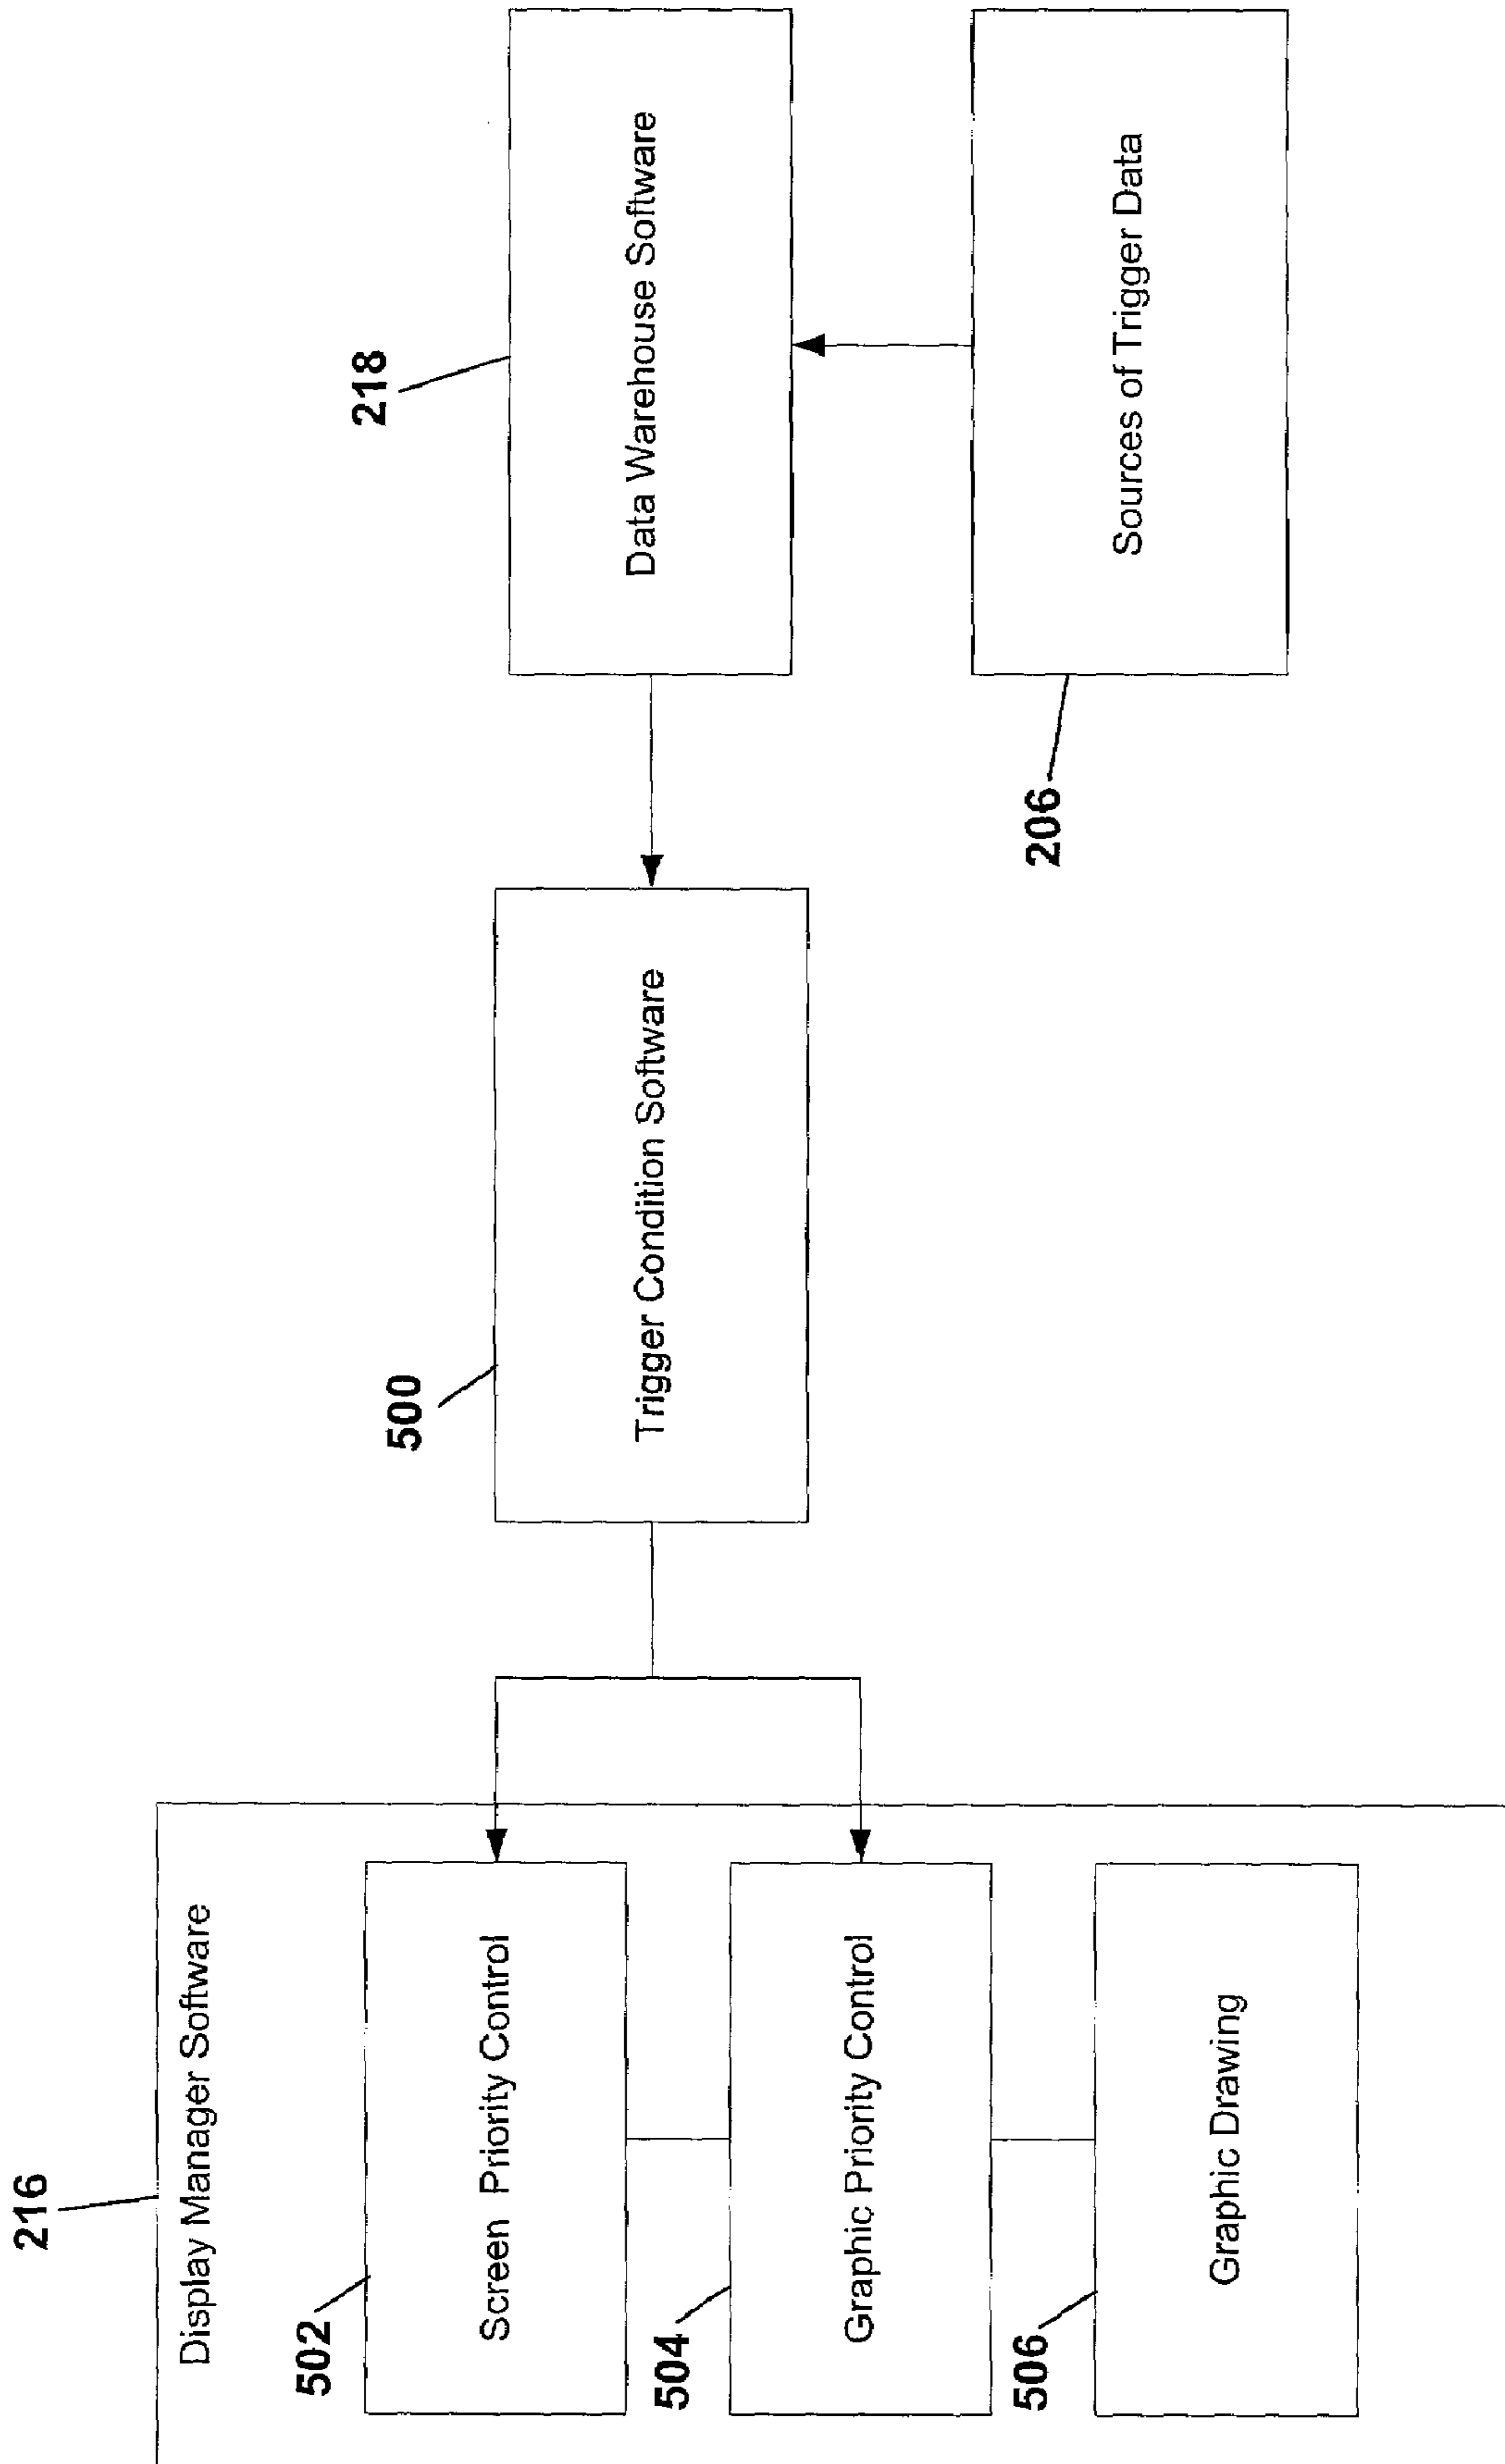 216
Display Manager Software
502
Screen Priority Control
504
Graphic Priority Control
506
Graphic Drawing
500
Trigger Condition Software
218
Data Warehouse Software
206
Sources of Trigger Data